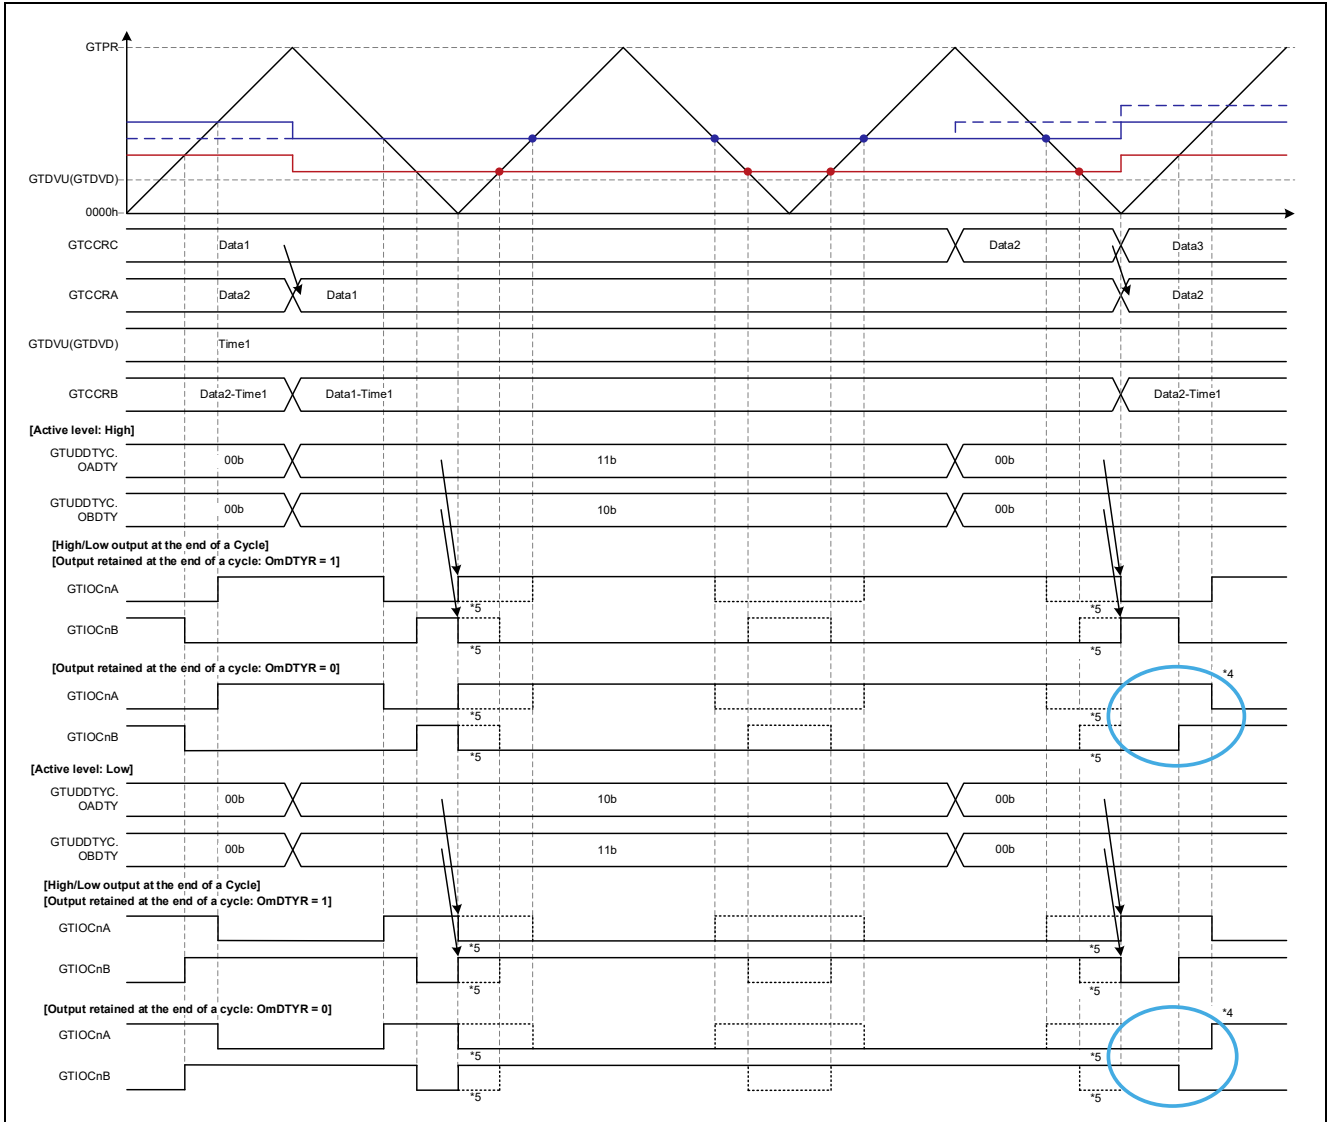 GTPR
GTDVU(GTDVD)
0000h
GTCCRC Data1 Data2 Data3
GTCCRA Data2 Data1 Data2
GTDVU(GTDVD) Time1
GTCCRB Data2-Time1 Data1-Time1 Data2-Time1
[Active level: High]
GTUDDTYC.
OADTY 00b 11b 00b
GTUDDTYC.
OBDTY 00b 10b 00b
[High/Low output at the end of a Cycle]
[Output retained at the end of a cycle: OmDTYR = 1]
GTIOCnA
*5 *5
GTIOCnB
*5 *5
[Output retained at the end of a cycle: OmDTYR = 0]
*4
GTIOCnA
*5 *5
GTIOCnB
*5 *5
[Active level: Low]
GTUDDTYC.
OADTY 00b 10b 00b
GTUDDTYC.
OBDTY 00b 11b 00b
[High/Low output at the end of a Cycle]
[Output retained at the end of a cycle: OmDTYR = 1]
GTIOCnA
*5 *5
GTIOCnB
*5 *5
[Output retained at the end of a cycle: OmDTYR = 0]
*4
GTIOCnA
*5 *5
GTIOCnB
*5 *5